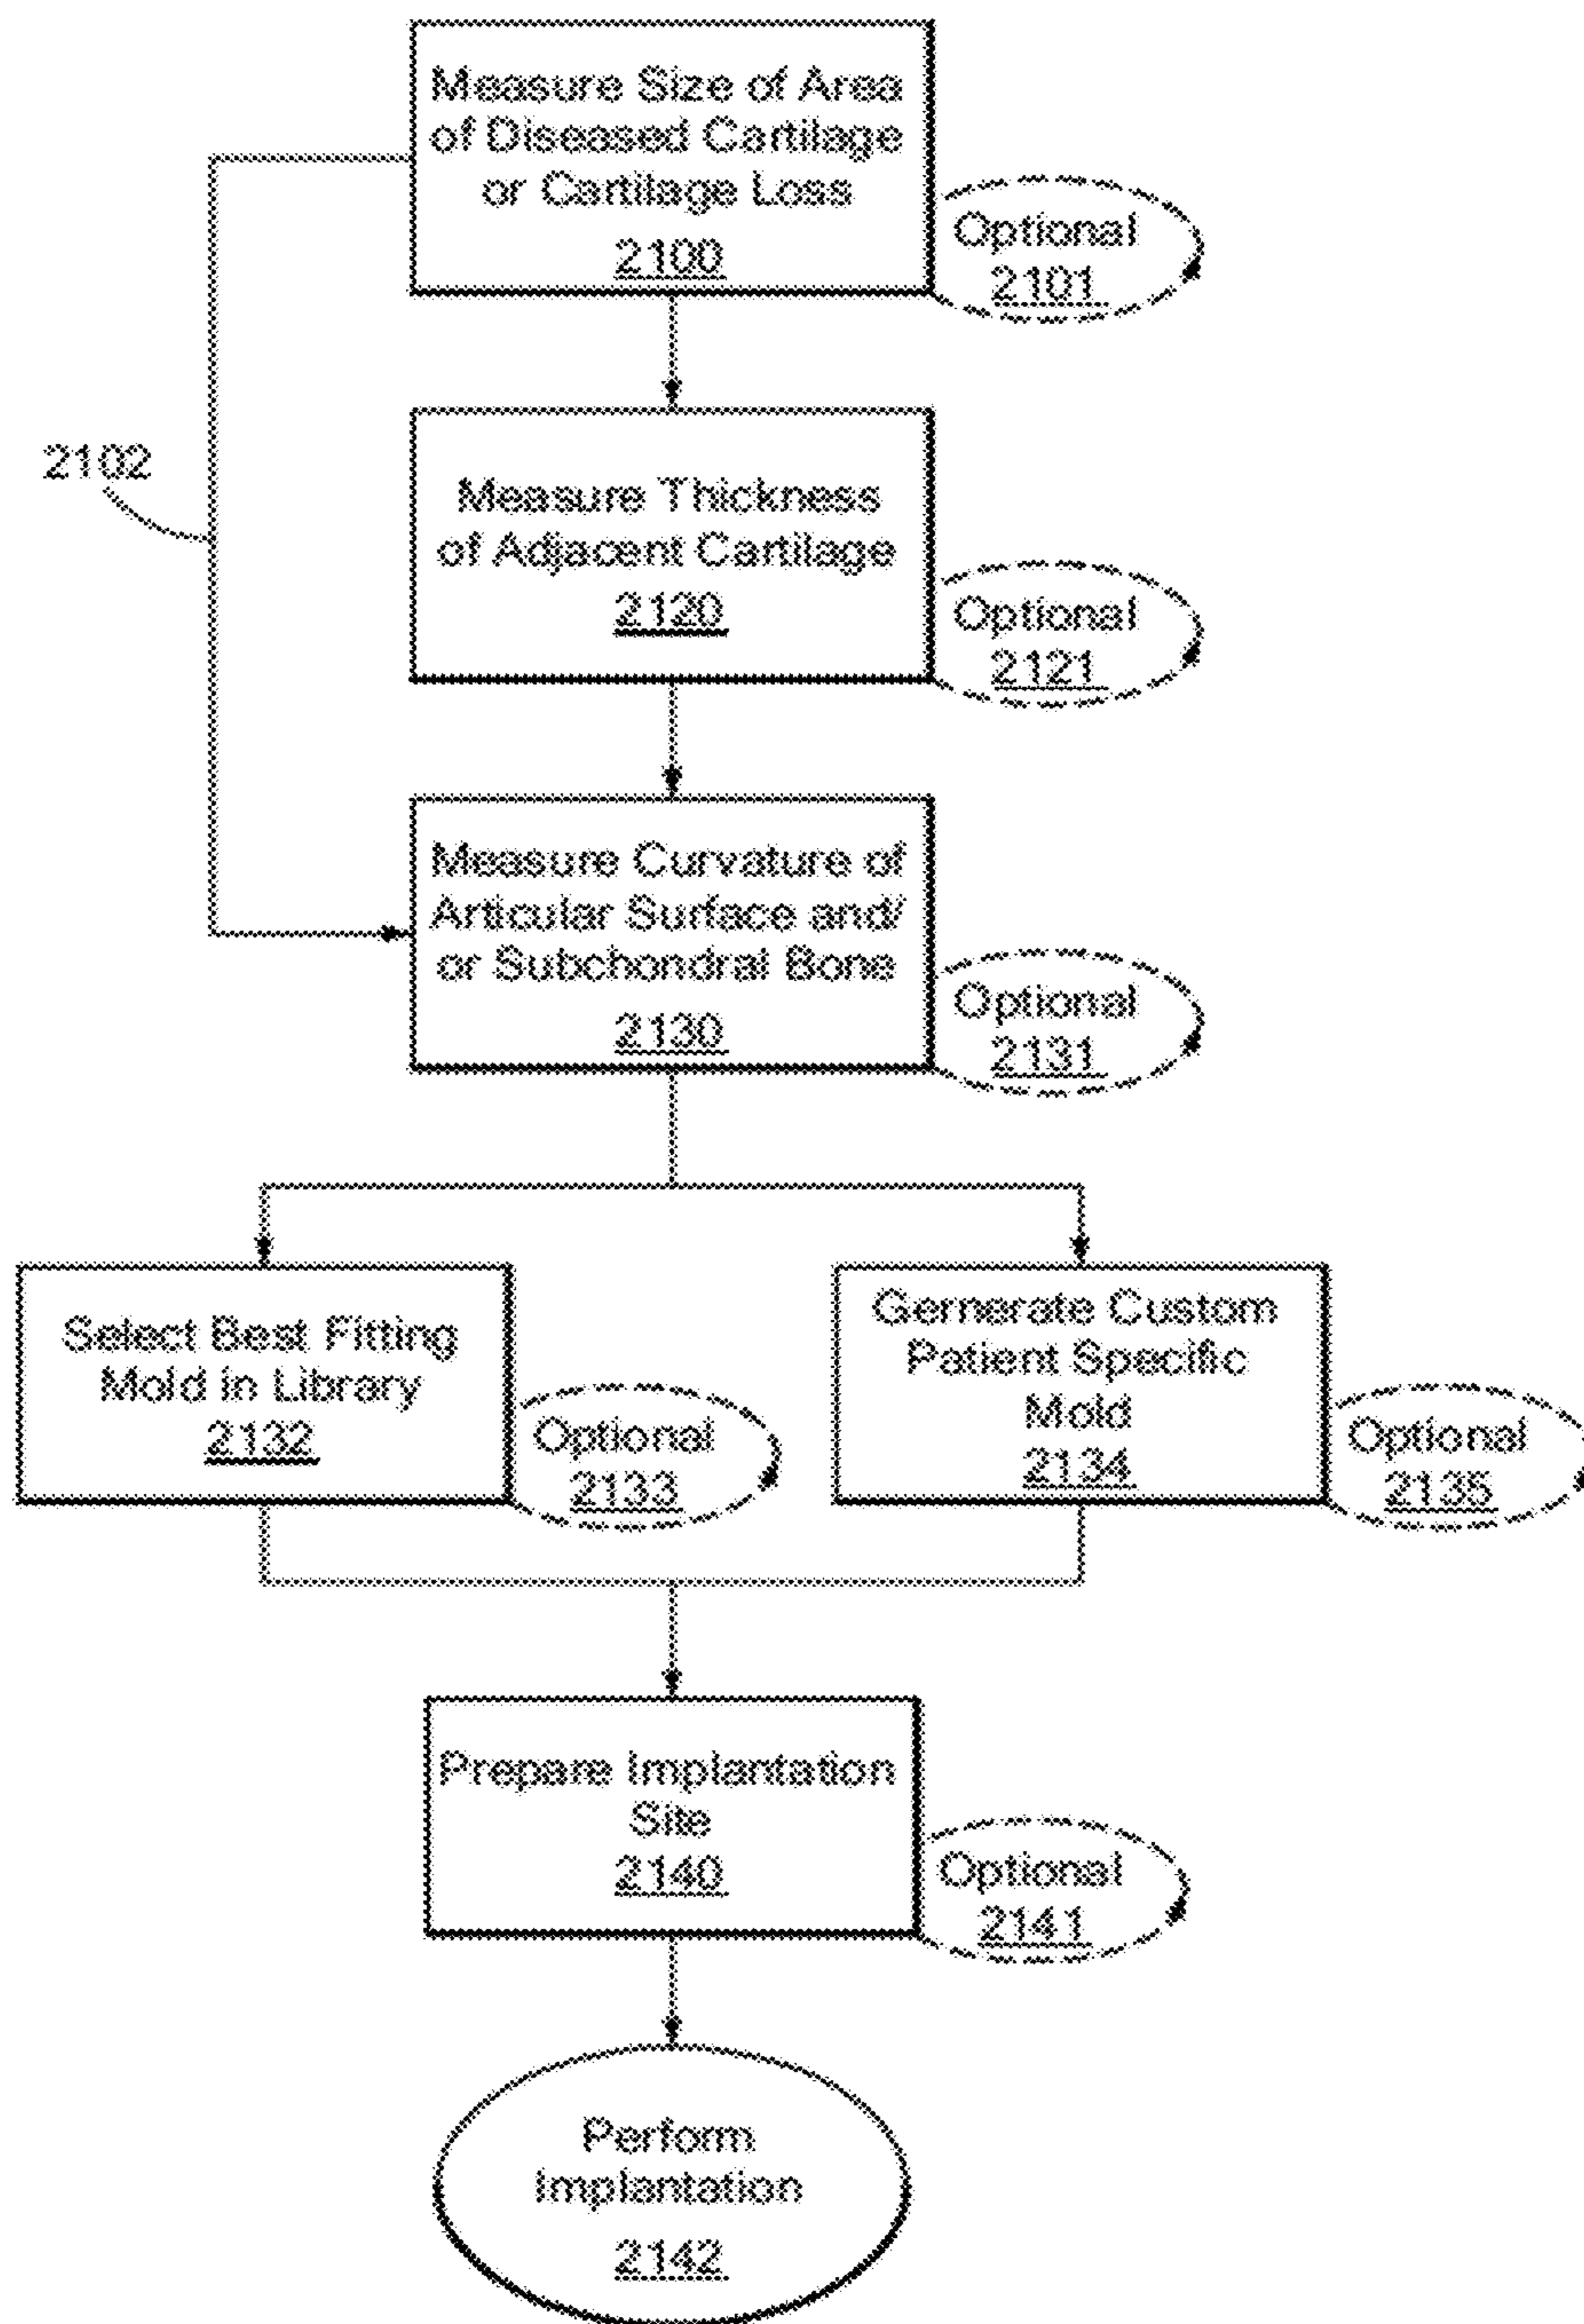 Measure Size of Area
of Diseased Cartilage
or Cartilage Loss
2100
Optional
2101
2102
Measure Thickness
of Adjacent Cartilage
2120
Optional
2121
Measure Curvature of
Articular Surface and/
or Subchondral Bone
2130
Optional
2131
Select Best Fitting
Mold in Library
2132
Optional
2133
Gernerate Custom
Patient Specific
Mold
2134
Optional
2135
Prepare Implantation
Site
2140
Optional
2141
Perform
Implantation
2142